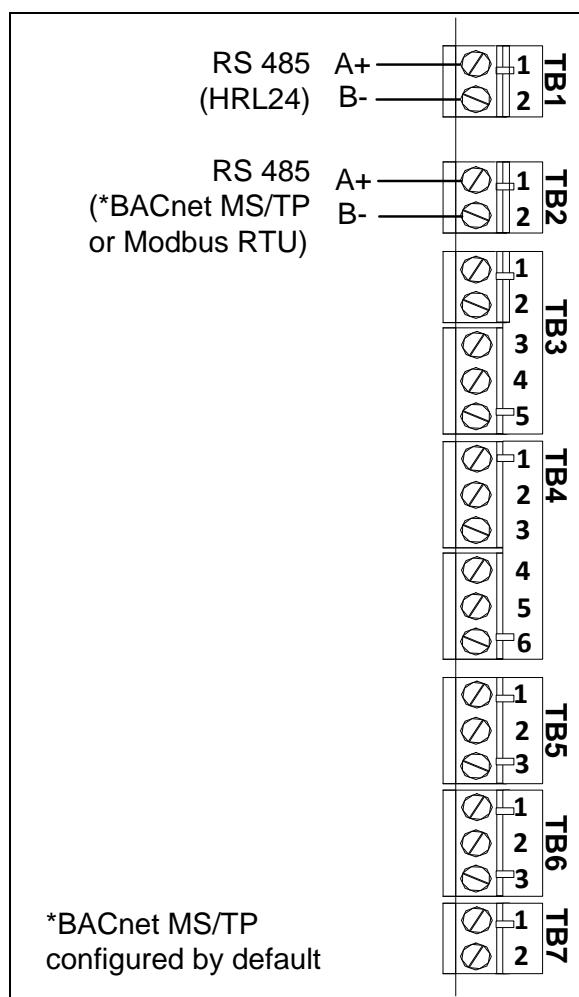 RS 485 A+ 1 TB1
(HRL24) B- 2
RS 485 A+ 1 TB2
(*BACnet MS/TP B- 2
or Modbus RTU)
1 TB3
2
3
4
5
1 TB4
2
3
4
5
6
1 TB5
2
3
1 TB6
2
3
*BACnet MS/TP 1 TB7
configured by default 2